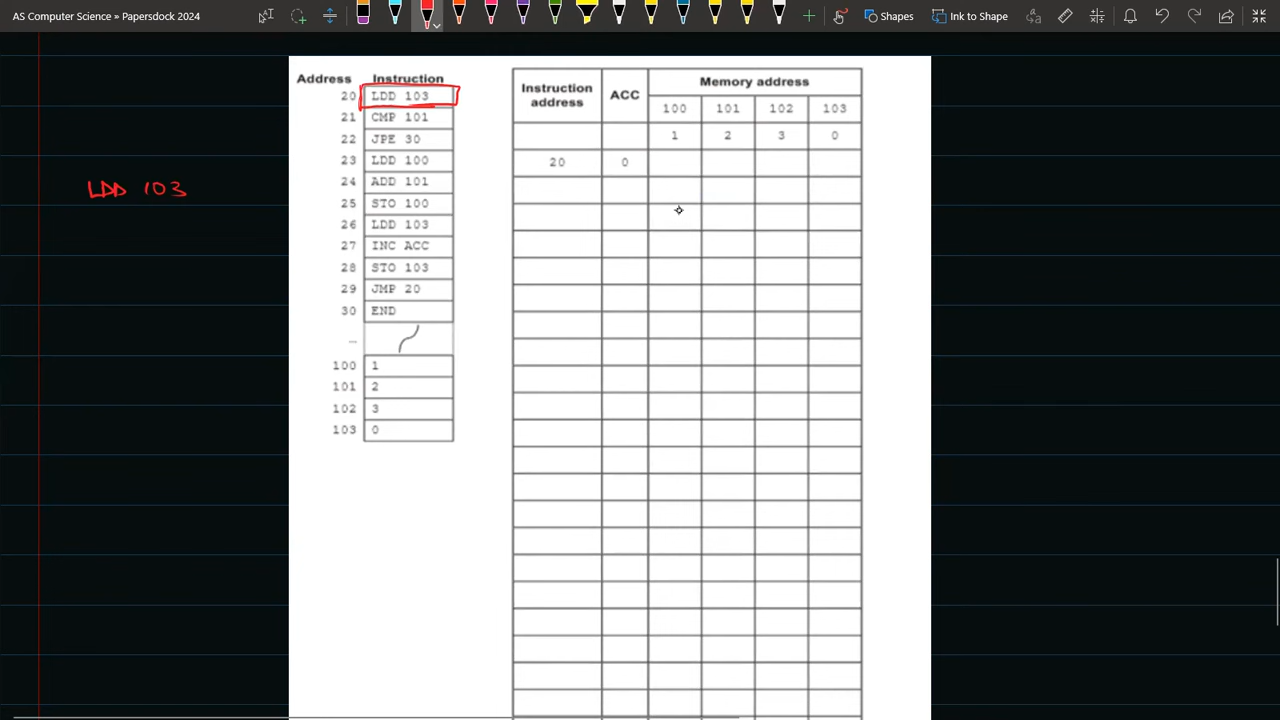 AS Computer Science » Papersdock 2024
Shapes
Ink to Shape
LDD 103
Address Instruction
20 LDD 103
21 CMP 101
22 JPE 30
23 LDD 100
24 ADD 101
25 STO 100
26 LDD 103
27 INC ACC
28 STO 103
29 JMP 20
30 END
100 1
101 2
102 3
103 0
Instruction address ACC Memory address
100 101 102 103
1 2 3 0
20 0